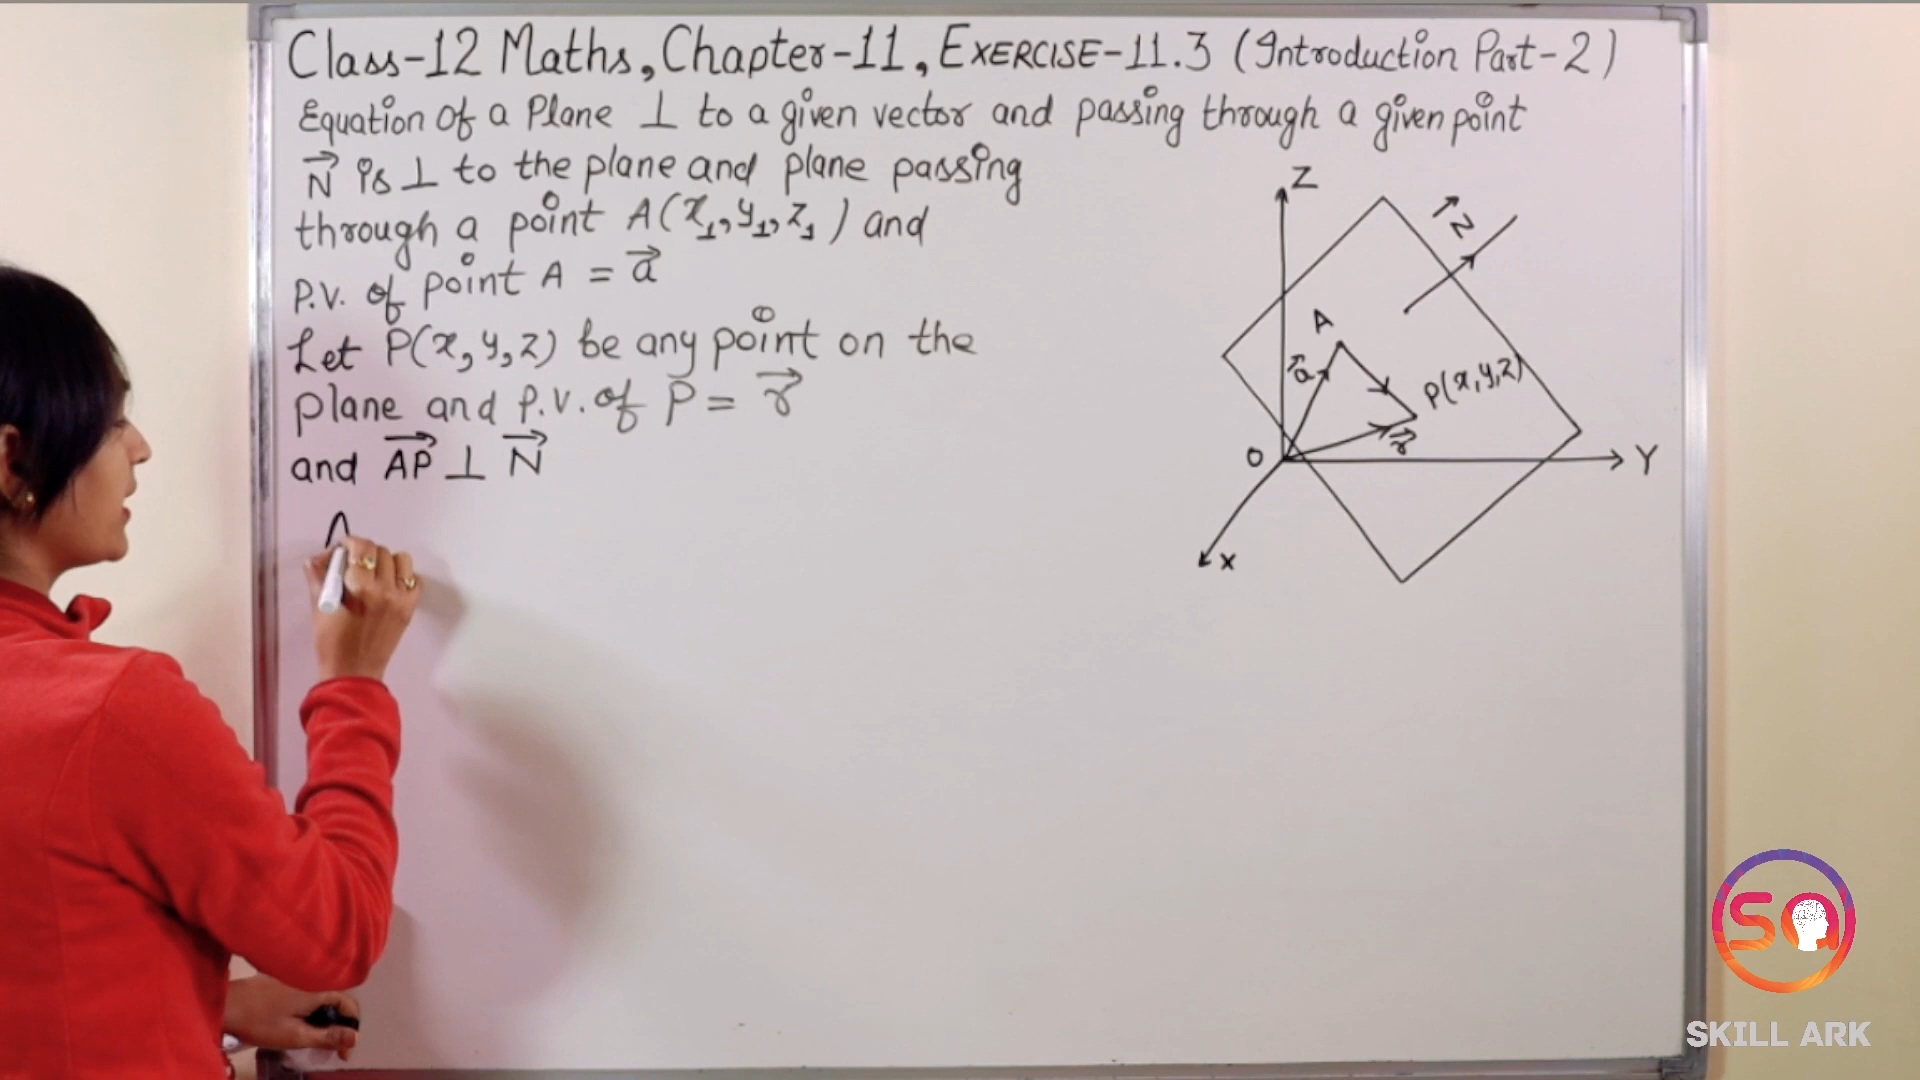 Class-12 Maths, Chapter-11, EXERCISE-11.3 (Introduction Part-2)
Equation of a Plane ⊥ to a given vector and passing through a given point
N⃗ is ⊥ to the plane and plane passing
through a point A(x₁, y₁, z₁) and
P.V. of point A = a⃗
Let P(x, y, z) be any point on the
plane and P.V. of P = r⃗
and AP⃗ ⊥ N⃗
A
Z
N⃗
A
a⃗
P(x, y, z)
r⃗
O
Y
X
SA
SKILL ARK